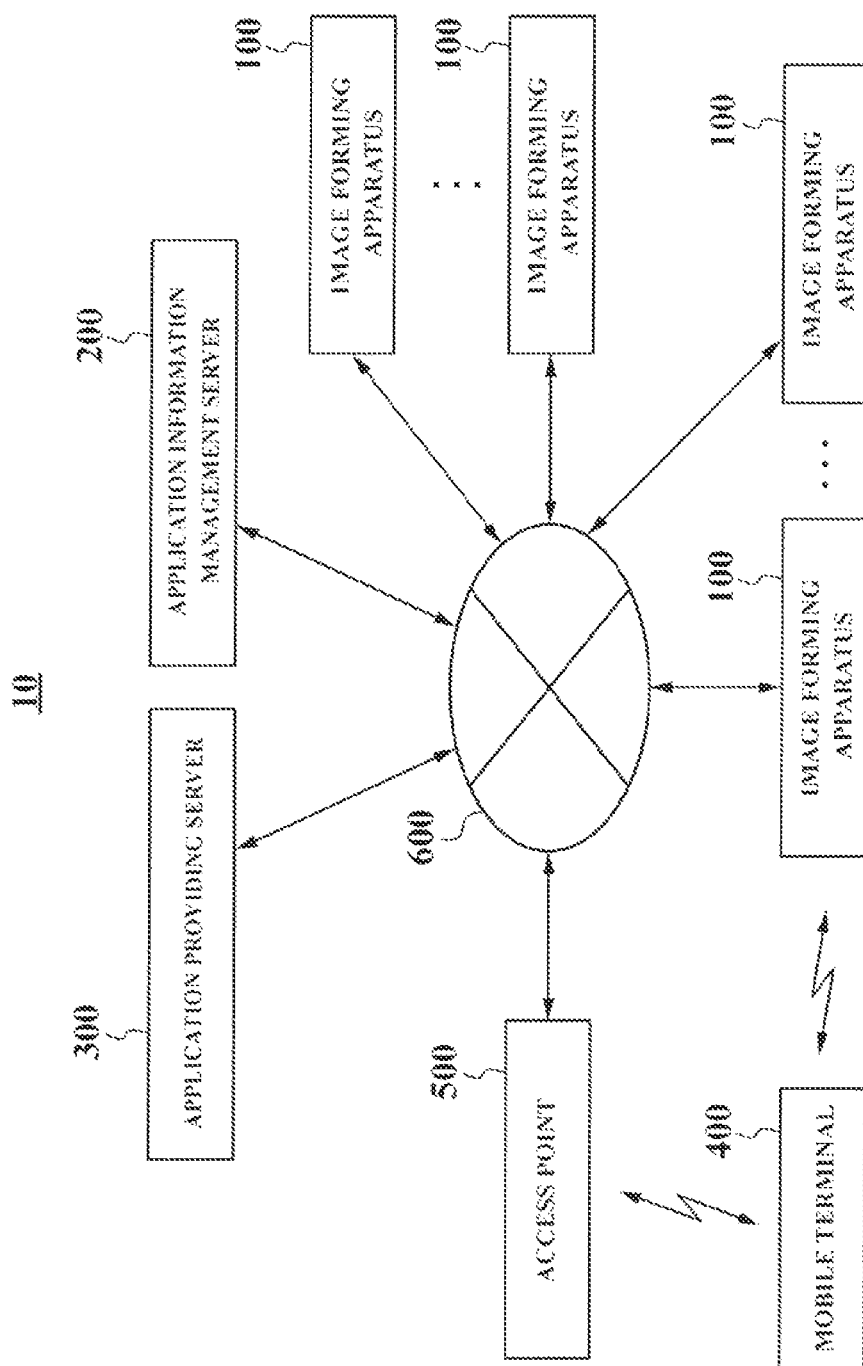 10
300
APPLICATION PROVIDING SERVER
200
APPLICATION INFORMATION
MANAGEMENT SERVER
100
IMAGE FORMING
APPARATUS
. . .
100
IMAGE FORMING
APPARATUS
600
500
ACCESS POINT
400
MOBILE TERMINAL
100
IMAGE FORMING
APPARATUS
. . .
100
IMAGE FORMING
APPARATUS